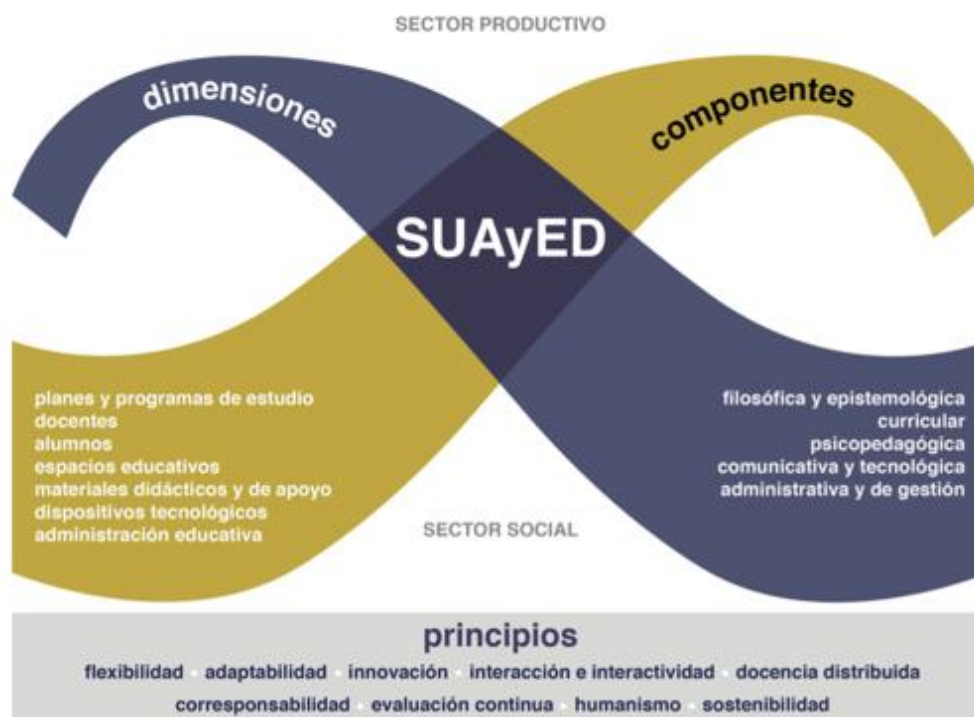 SECTOR PRODUCTIVO
dimensiones
componentes
SUAyED
planes y programas de estudio
docentes
alumnos
espacios educativos
materiales didácticos y de apoyo
dispositivos tecnológicos
administración educativa
filosófica y epistemológica
curricular
psicopedagógica
comunicativa y tecnológica
administrativa y de gestión
SECTOR SOCIAL
principios
flexibilidad adaptabilidad innovación interacción e interactividad docencia distribuida
corresponsabilidad evaluación continua humanismo sostenibilidad